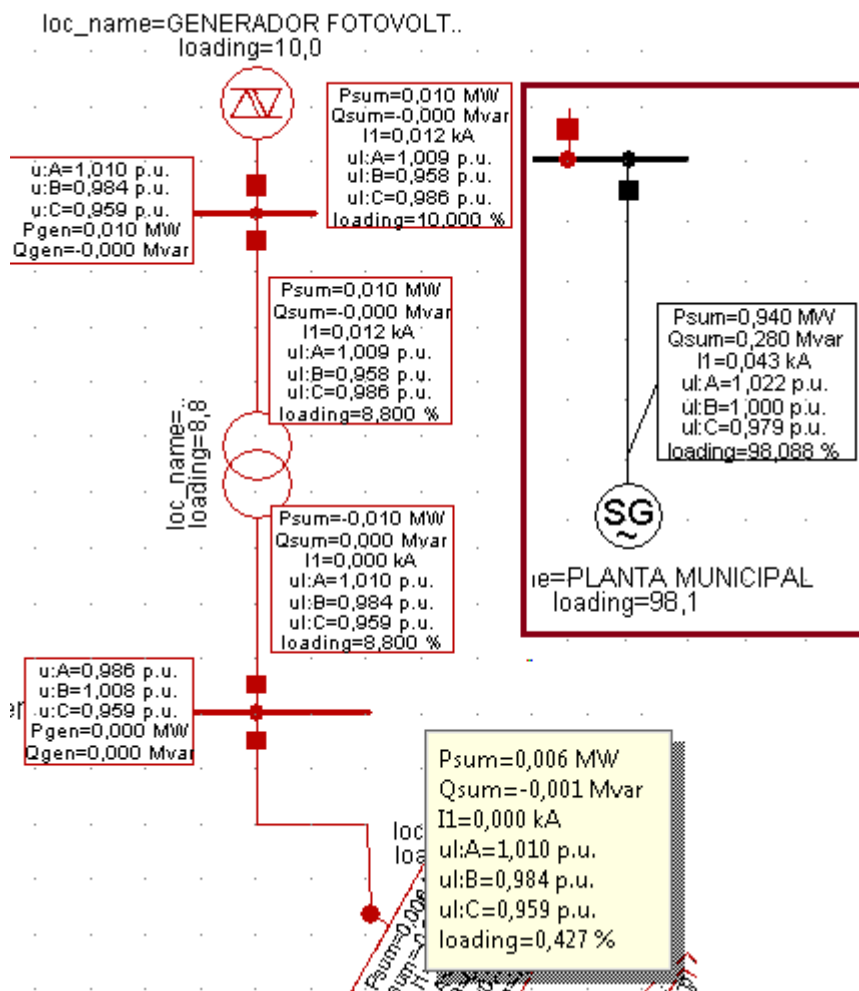 loc_name=GENERADOR FOTOVOLT..
loading=10,0
Psum=0,010 MW
Qsum=-0,000 Mvar
I1=0,012 kA
ul:A=1,009 p.u.
ul:B=0,958 p.u.
ul:C=0,986 p.u.
loading=10,000 %
u:A=1,010 p.u.
u:B=0,984 p.u.
u:C=0,959 p.u.
Pgen=0,010 MW
Qgen=-0,000 Mvar
Psum=0,010 MW
Qsum=-0,000 Mvar
I1=0,012 kA
ul:A=1,009 p.u.
ul:B=0,958 p.u.
ul:C=0,986 p.u.
loading=8,800 %
loc_name=..
loading=8,8
Psum=-0,010 MW
Qsum=0,000 Mvar
I1=0,000 kA
ul:A=1,010 p.u.
ul:B=0,984 p.u.
ul:C=0,959 p.u.
loading=8,800 %
Psum=0,940 MW
Qsum=0,280 Mvar
I1=0,043 kA
ul:A=1,022 p.u.
ul:B=1,000 p.u.
ul:C=0,979 p.u.
loading=98,088 %
SG
~
ne=PLANTA MUNICIPAL
loading=98,1
u:A=0,986 p.u.
u:B=1,008 p.u.
u:C=0,959 p.u.
Pgen=0,000 MW
Qgen=0,000 Mvar
er
loc
loa
Psum=0,006
Psum=0,006 MW
Qsum=-0,001 Mvar
I1=0,000 kA
ul:A=1,010 p.u.
ul:B=0,984 p.u.
ul:C=0,959 p.u.
loading=0,427 %